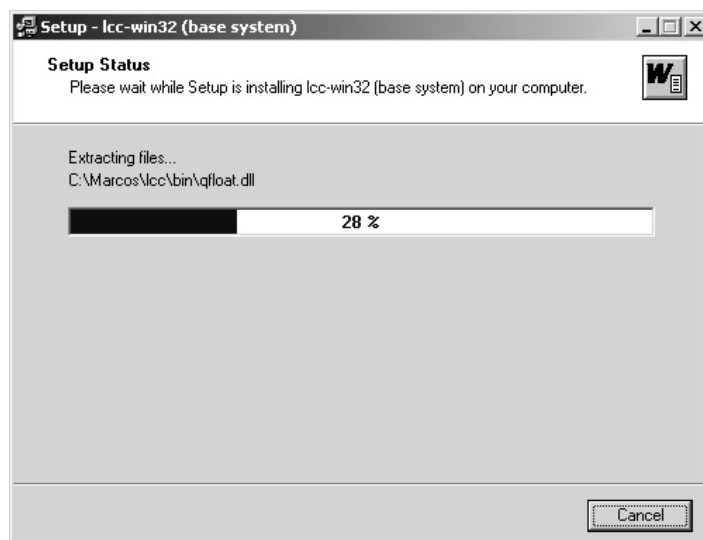 Setup - lcc-win32 (base system)
Setup Status
Please wait while Setup is installing lcc-win32 (base system) on your computer.
W
Extracting files...
C:\Marcos\lcc\bin\qfloat.dll
28 %
Cancel